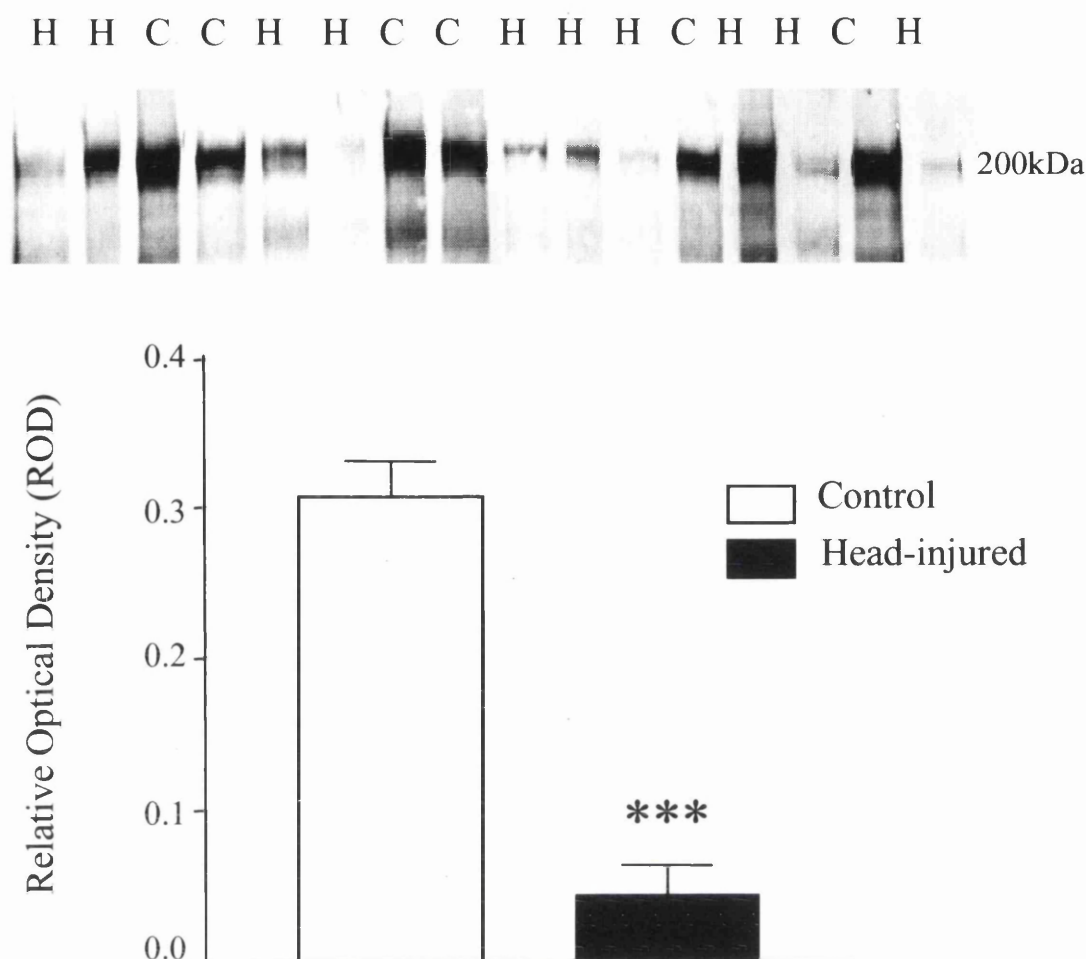 H H C C H H C C H H H C H H C H
200kDa
0.4
0.3
0.2
0.1
0.0
Relative Optical Density (ROD)
Control
Head-injured
***